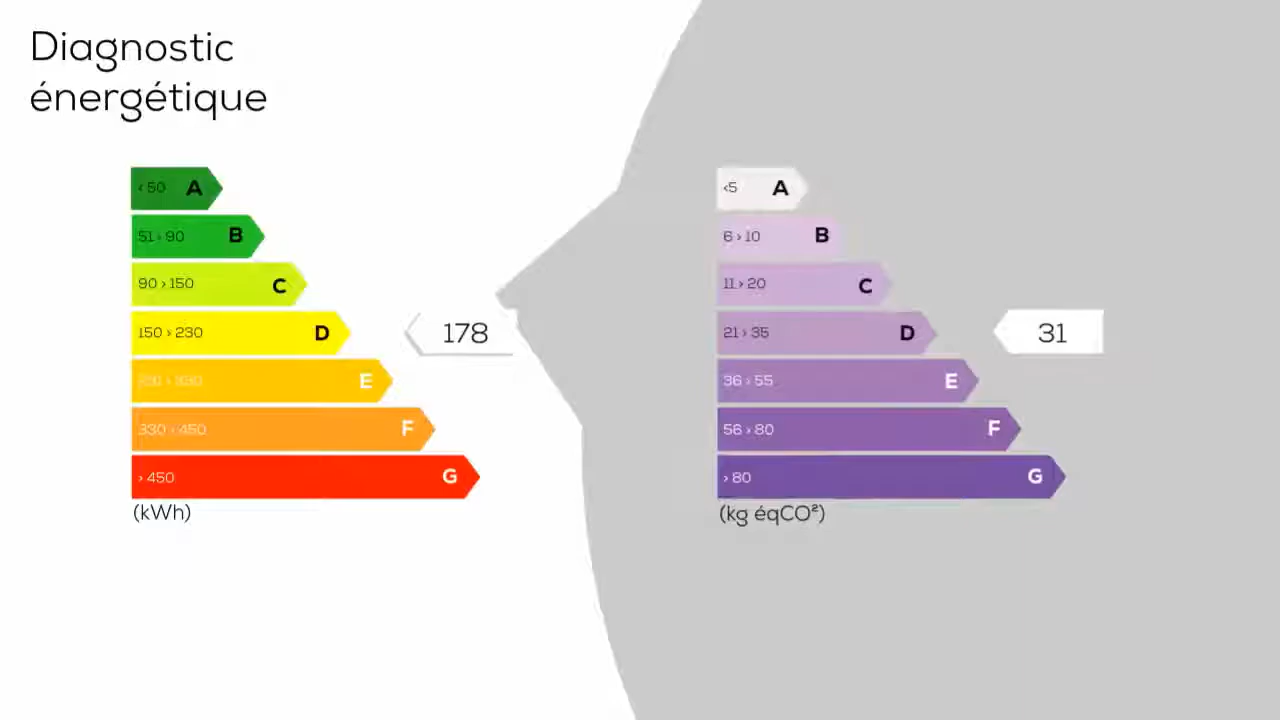 Diagnostic
énergétique
< 50 A
51 > 90 B
90 > 150 C
150 > 230 D
178
E
330 > 450 F
> 450 G
(kWh)
<5 A
6 > 10 B
11 > 20 C
21 > 35 D
31
36 > 55 E
56 > 80 F
> 80 G
(kg éqCO²)